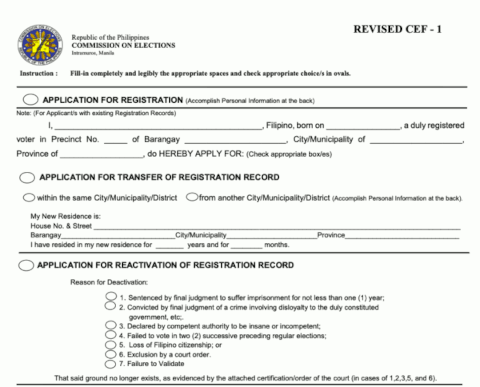 REVISED CEF - 1
Republic of the Philippines
COMMISSION ON ELECTIONS
Intramuros, Manila
Instruction : Fill-in completely and legibly the appropriate spaces and check appropriate choice/s in ovals.
APPLICATION FOR REGISTRATION (Accomplish Personal Information at the back)
Note: (For Applicant/s with existing Registration Records)
I, ______________________________, Filipino, born on ______________, a duly registered
voter in Precinct No. _____ of Barangay __________________, City/Municipality of ______________,
Province of ________________, do HEREBY APPLY FOR: (Check appropriate box/es)
APPLICATION FOR TRANSFER OF REGISTRATION RECORD
within the same City/Municipality/District from another City/Municipality/District (Accomplish Personal Information at the back).
My New Residence is:
House No. & Street ______________________________
Barangay__________________City/Municipality______________Province__________________
I have resided in my new residence for _______ years and for ________ months.
APPLICATION FOR REACTIVATION OF REGISTRATION RECORD
Reason for Deactivation:
1. Sentenced by final judgment to suffer imprisonment for not less than one (1) year;
2. Convicted by final judgment of a crime involving disloyalty to the duly constituted
government, etc;.
3. Declared by competent authority to be insane or incompetent;
4. Failed to vote in two (2) successive preceding regular elections;
5. Loss of Filipino citizenship; or
6. Exclusion by a court order.
7. Failure to Validate
That said ground no longer exists, as evidenced by the attached certification/order of the court (in cases of 1,2,3,5, and 6).